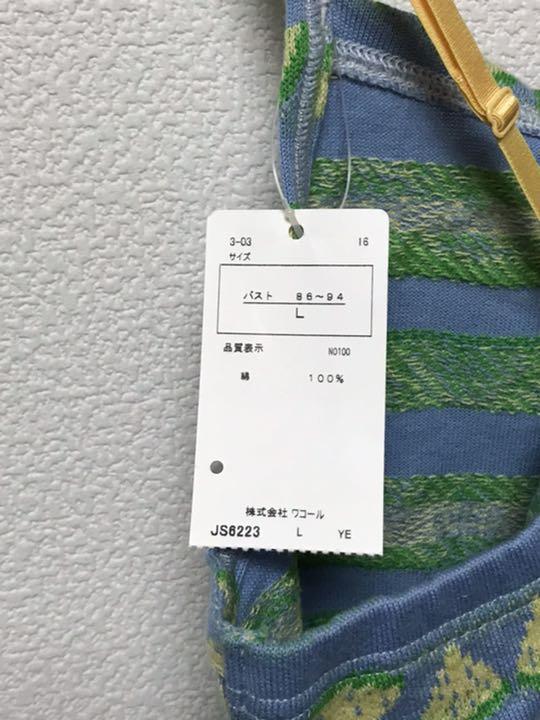 3-03 16
サイズ
バスト 86~94
L
品質表示 NO100
綿 100%
株式会社 ワコール
JS6223 L YE